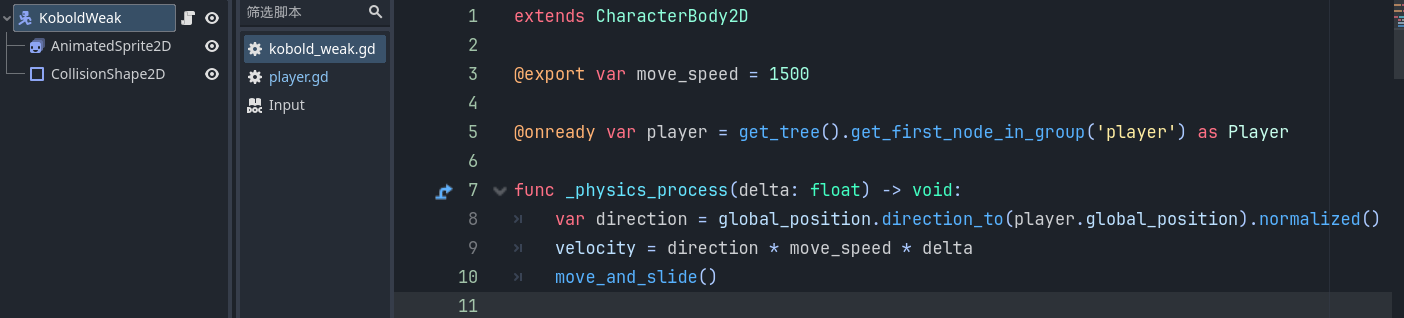 KoboldWeak
AnimatedSprite2D
CollisionShape2D
筛选脚本
kobold_weak.gd
player.gd
DOC Input
1 extends CharacterBody2D
2
3 @export var move_speed = 1500
4
5 @onready var player = get_tree().get_first_node_in_group('player') as Player
6
7 func _physics_process(delta: float) -> void:
8 var direction = global_position.direction_to(player.global_position).normalized()
9 velocity = direction * move_speed * delta
10 move_and_slide()
11